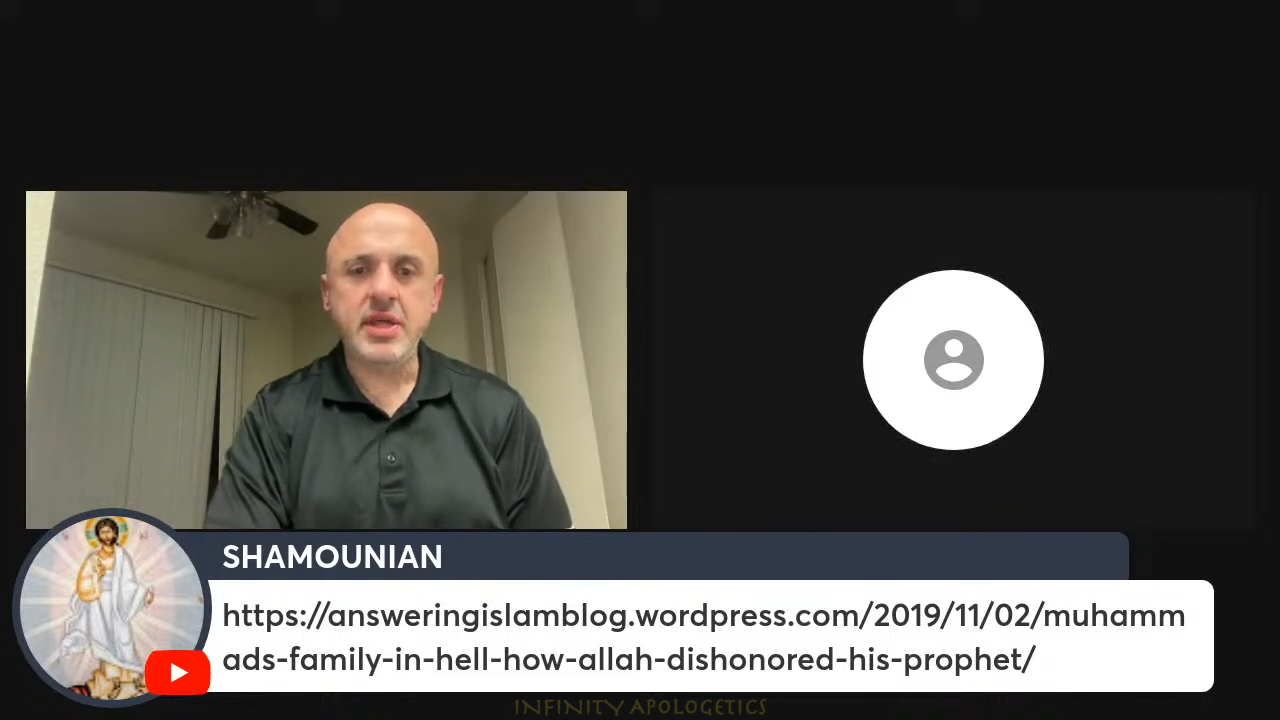 SHAMOUNIAN
https://answeringislamblog.wordpress.com/2019/11/02/muhamm
ads-family-in-hell-how-allah-dishonored-his-prophet/
INFINITY APOLOGETICS